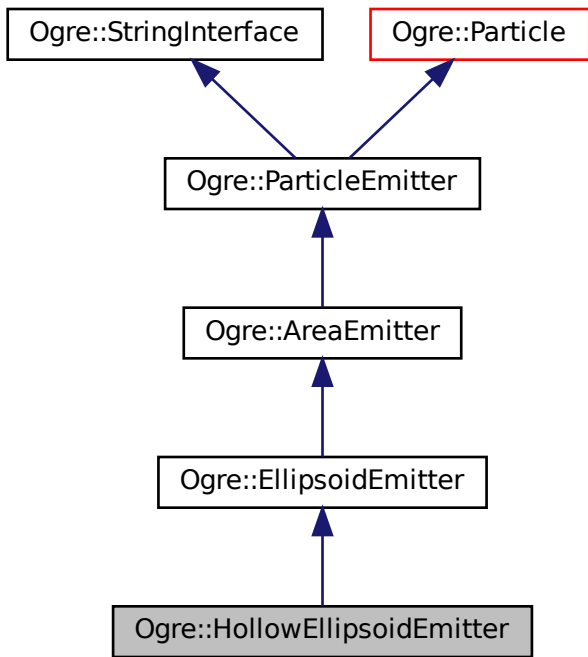 Ogre::StringInterface
Ogre::Particle
Ogre::ParticleEmitter
Ogre::AreaEmitter
Ogre::EllipsoidEmitter
Ogre::HollowEllipsoidEmitter